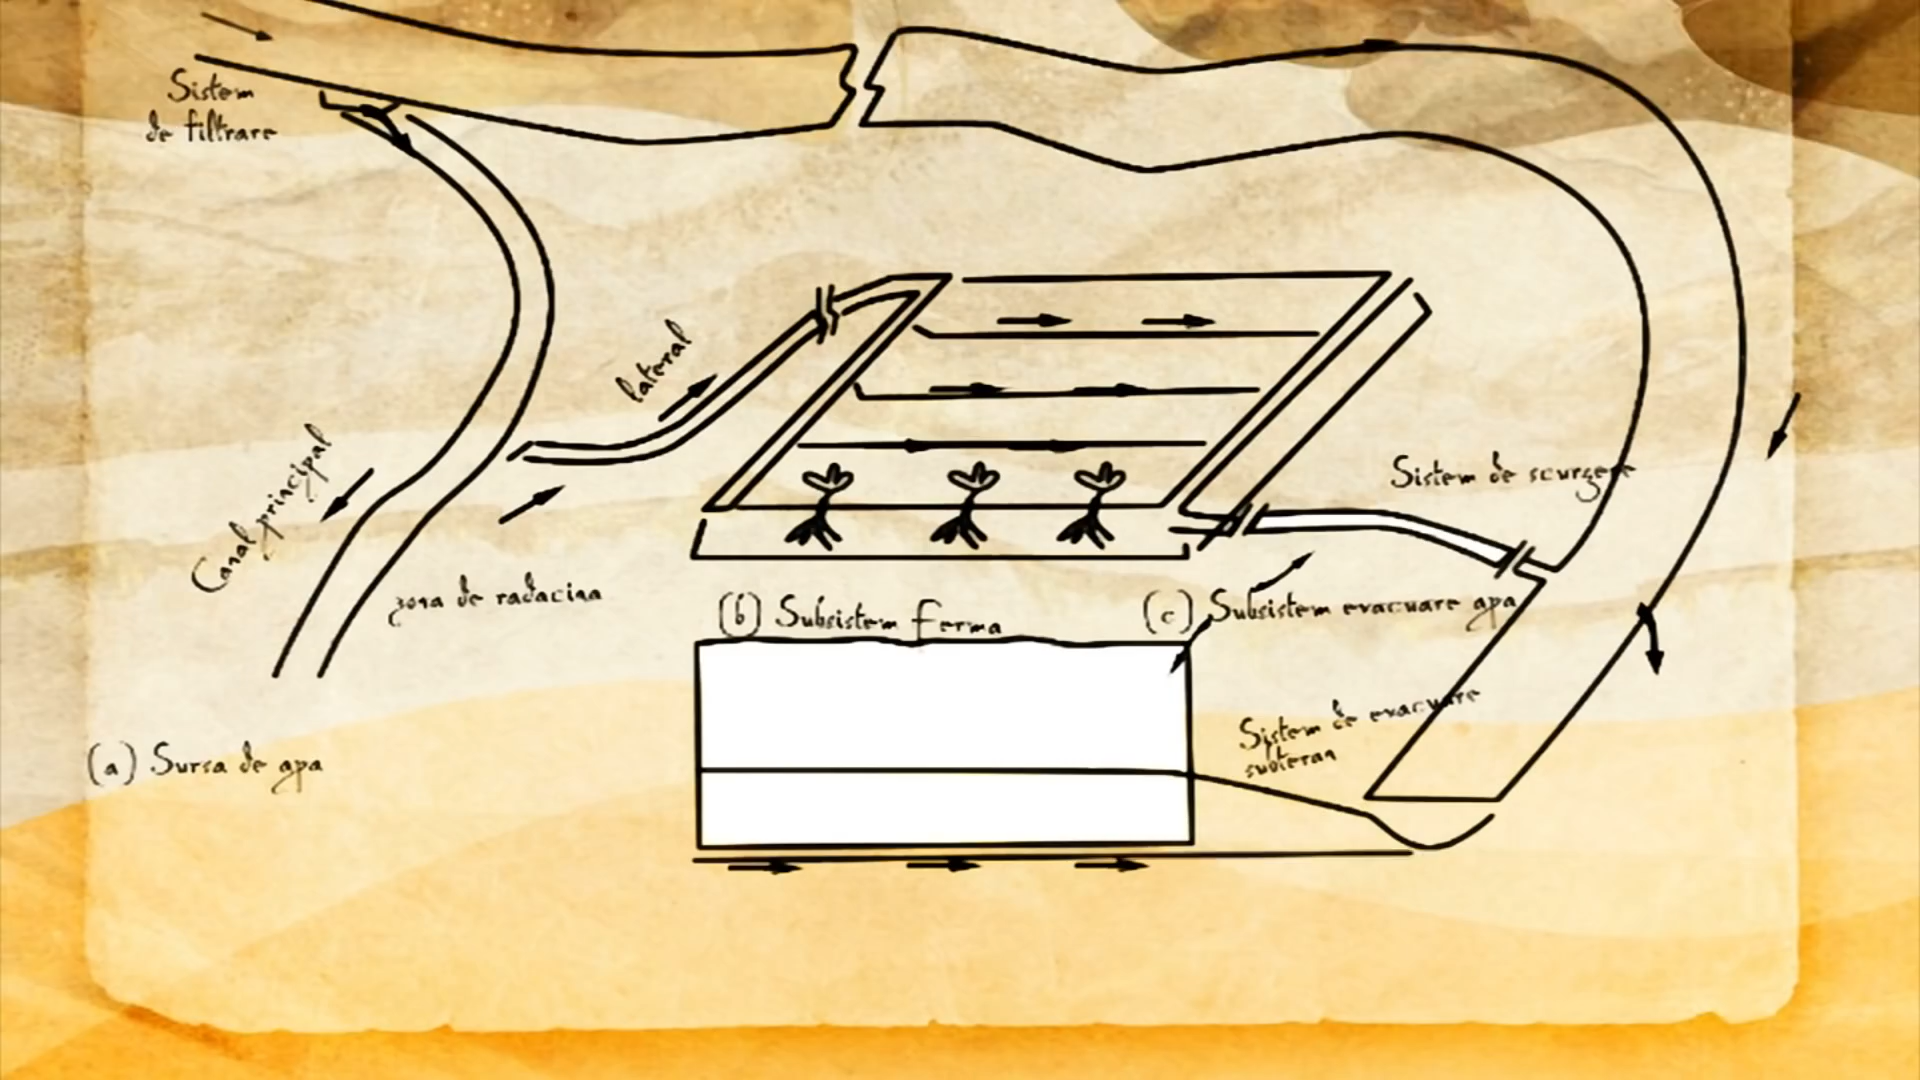 Sistem
de filtrare
lateral
Canal principal
Sistem de scurgere
zona de radacina
(b) Subsistem ferma
(c) Subsistem evacuare apa
Sistem de evacuare
subteran
(a) Sursa de apa